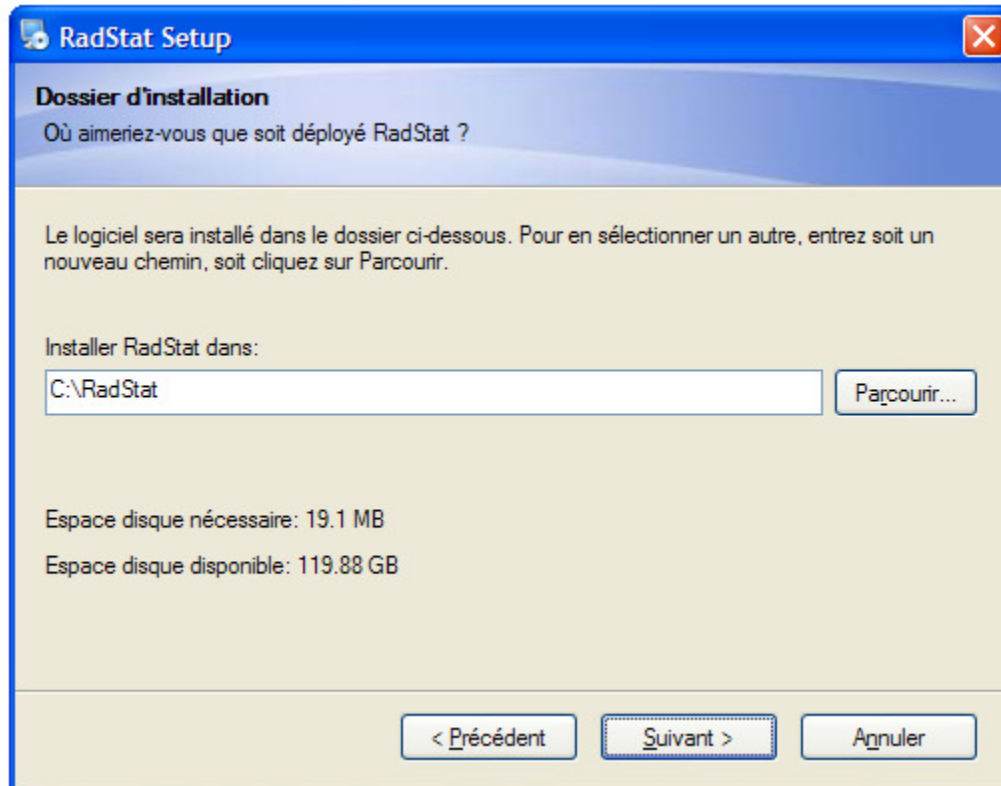 RadStat Setup
Dossier d'installation
Où aimeriez-vous que soit déployé RadStat ?
Le logiciel sera installé dans le dossier ci-dessous. Pour en sélectionner un autre, entrez soit un
nouveau chemin, soit cliquez sur Parcourir.
Installer RadStat dans:
C:\RadStat
Parcourir...
Espace disque nécessaire: 19.1 MB
Espace disque disponible: 119.88 GB
< Précédent
Suivant >
Annuler